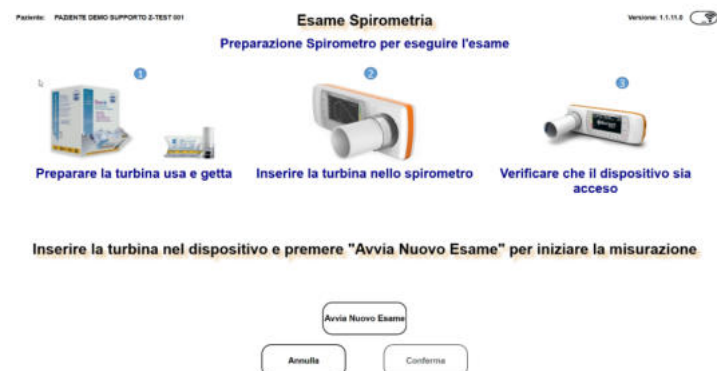 Paziente: PAZIENTE DEMO SUPPORTO Z-TEST 001
Esame Spirometria
Versione: 1.1.11.0
Preparazione Spirometro per eseguire l'esame
1
2
3
Preparare la turbina usa e getta
Inserire la turbina nello spirometro
Verificare che il dispositivo sia
acceso
Inserire la turbina nel dispositivo e premere "Avvia Nuovo Esame" per iniziare la misurazione
Avvia Nuovo Esame
Annulla
Conferma